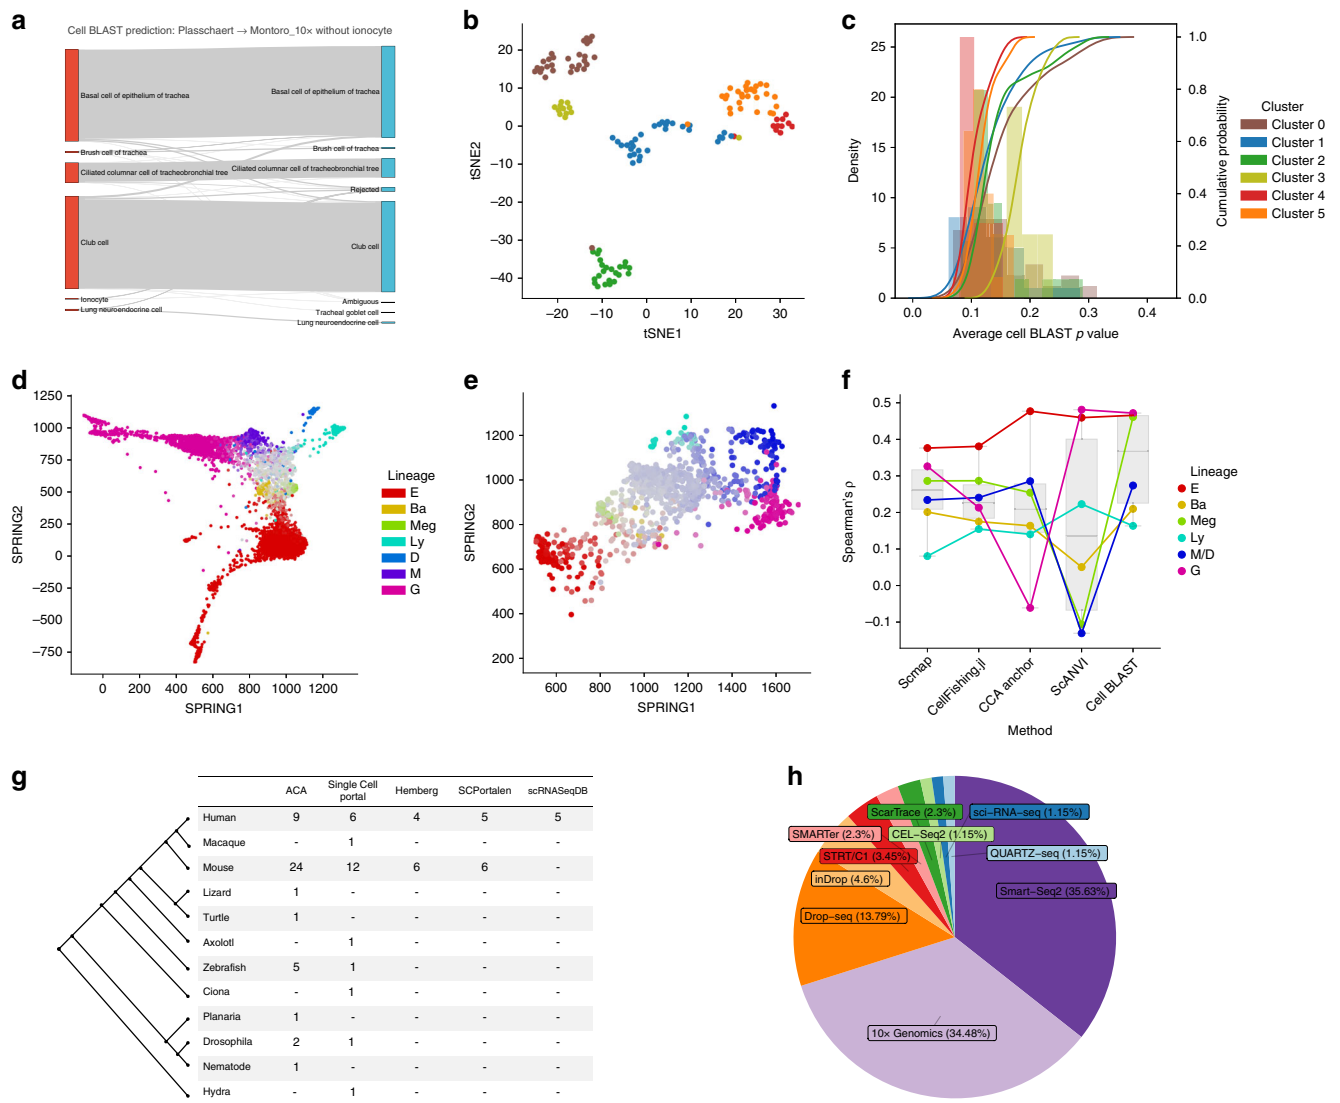 a
Cell BLAST prediction: Plasschaert → Montoro_10× without ionocyte
Basal cell of epithelium of trachea
Basal cell of epithelium of trachea
Brush cell of trachea
Brush cell of trachea
Ciliated columnar cell of tracheobronchial tree
Ciliated columnar cell of tracheobronchial tree
Rejected
Club cell
Club cell
Ionocyte
Lung neuroendocrine cell
Ambiguous
Tracheal goblet cell
Lung neuroendocrine cell
b
20
10
0
−10
−20
−30
−40
tSNE2
−20 −10 0 10 20 30
tSNE1
c
25
20
15
10
5
0
Density
1.0
0.8
0.6
0.4
0.2
0.0
Cumulative probability
0.0 0.1 0.2 0.3 0.4
Average cell BLAST p value
Cluster
Cluster 0
Cluster 1
Cluster 2
Cluster 3
Cluster 4
Cluster 5
d
1250
1000
750
500
250
0
−250
−500
−750
SPRING2
0 200 400 600 800 1000 1200
SPRING1
Lineage
E
Ba
Meg
Ly
D
M
G
e
1200
1000
800
600
400
200
SPRING2
600 800 1000 1200 1400 1600
SPRING1
f
0.5
0.4
0.3
0.2
0.1
0.0
−0.1
Spearman's ρ
Scmap
CellFishing.jl
CCA anchor
ScANVI
Cell BLAST
Method
Lineage
E
Ba
Meg
Ly
M/D
G
g
ACA Single Cell portal Hemberg SCPortalen scRNASeqDB
Human 9 6 4 5 5
Macaque - 1 - - -
Mouse 24 12 6 6 -
Lizard 1 - - - -
Turtle 1 - - - -
Axolotl - 1 - - -
Zebrafish 5 1 - - -
Ciona - 1 - - -
Planaria 1 - - - -
Drosophila 2 1 - - -
Nematode 1 - - - -
Hydra - 1 - - -
h
ScarTrace (2.3%)
sci−RNA−seq (1.15%)
SMARTer (2.3%)
CEL−Seq2 (1.15%)
STRT/C1 (3.45%)
QUARTZ−seq (1.15%)
inDrop (4.6%)
Smart−Seq2 (35.63%)
Drop−seq (13.79%)
10× Genomics (34.48%)